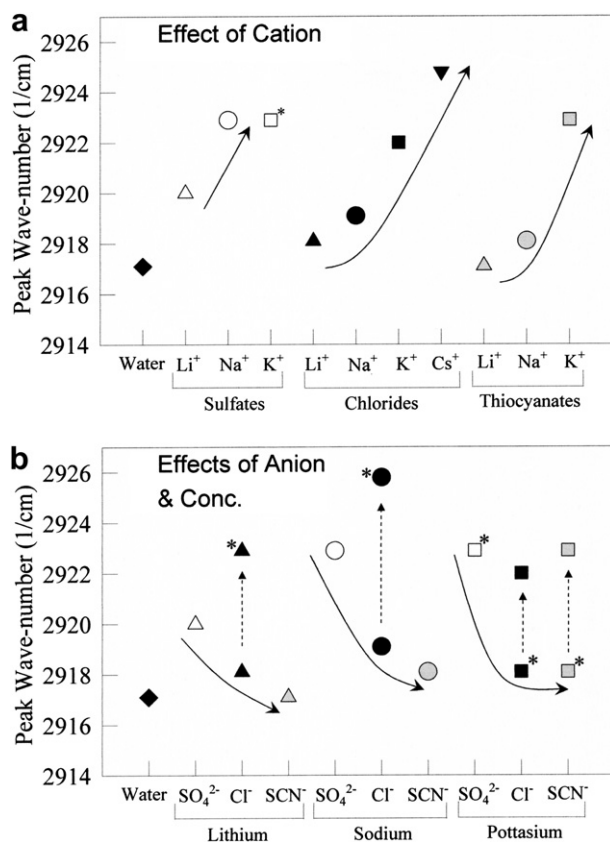 a
Effect of Cation
Peak Wave-number (1/cm)
2926
2924
2922
2920
2918
2916
2914
*
Water Li⁺ Na⁺ K⁺ Li⁺ Na⁺ K⁺ Cs⁺ Li⁺ Na⁺ K⁺
Sulfates Chlorides Thiocyanates
b
Effects of Anion
& Conc.
Peak Wave-number (1/cm)
2926
2923
2922
2920
2918
2916
2914
* * * * *
Water SO₄²⁻ Cl⁻ SCN⁻ SO₄²⁻ Cl⁻ SCN⁻ SO₄²⁻ Cl⁻ SCN⁻
Lithium Sodium Pottasium